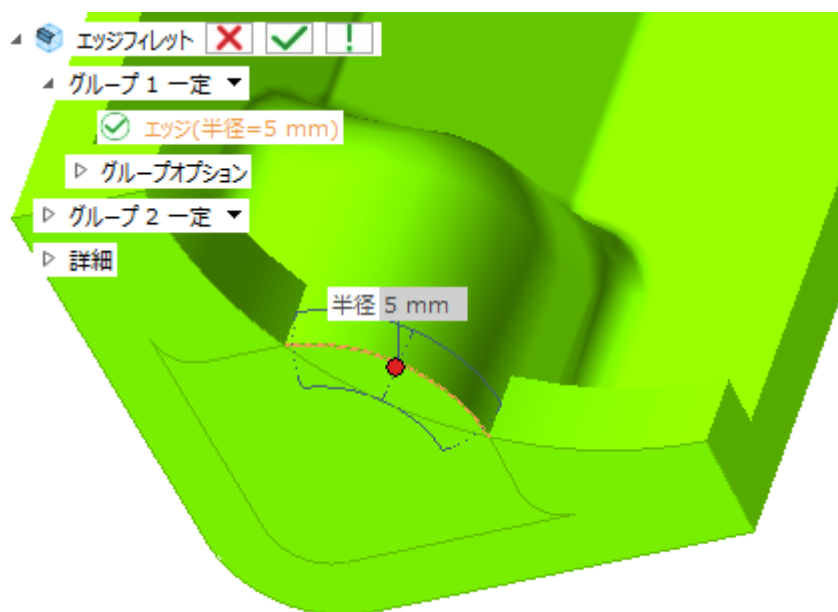 エッジフィレット
グループ 1 一定
エッジ(半径=5 mm)
グループオプション
グループ 2 一定
詳細
半径 5 mm